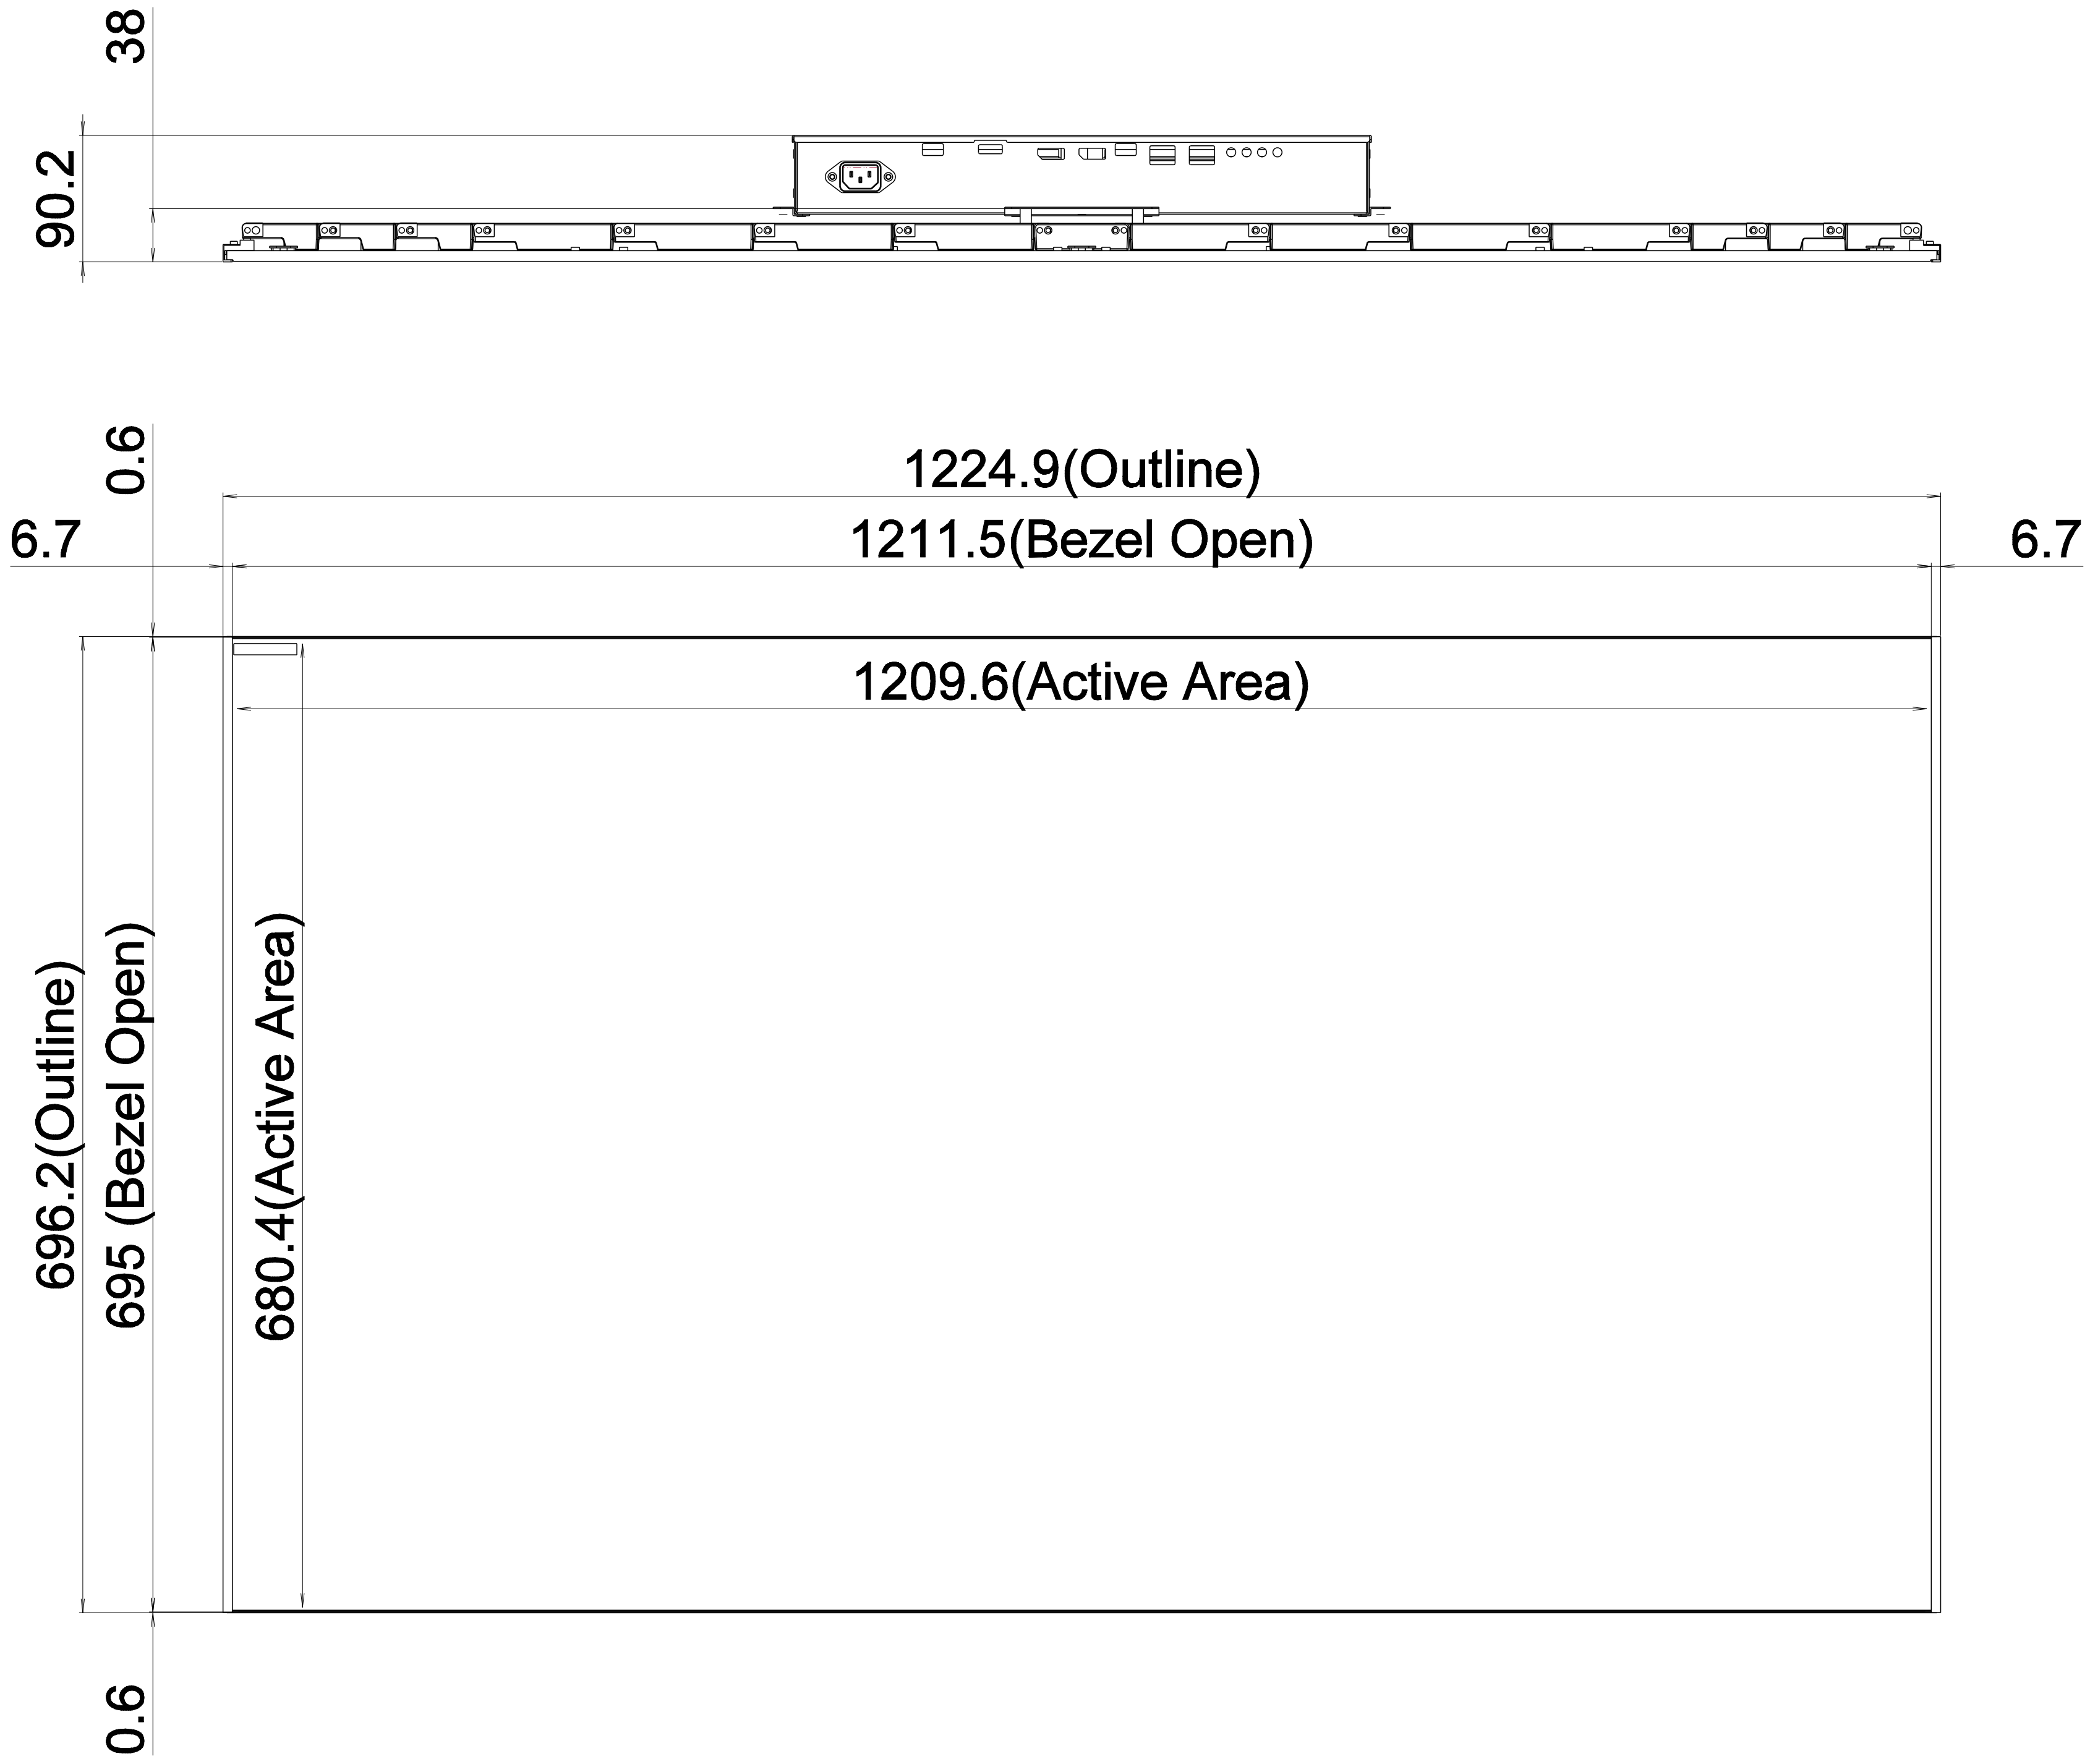 38
90.2
0.6
1224.9(Outline)
6.7
1211.5(Bezel Open)
6.7
1209.6(Active Area)
696.2(Outline)
695 (Bezel Open)
680.4(Active Area)
0.6